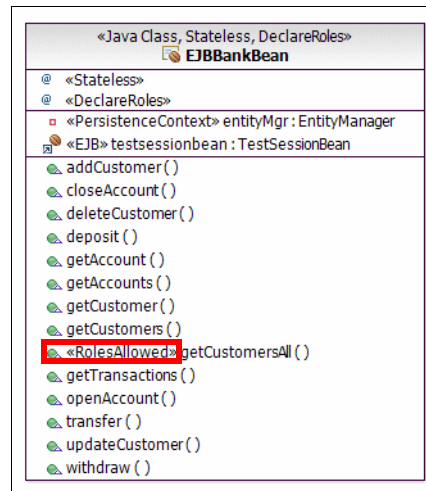 «Java Class, Stateless, DeclareRoles»
EJBBankBean
@ «Stateless»
@ «DeclareRoles»
«PersistenceContext» entityMgr : EntityManager
«EJB» testsessionbean : TestSessionBean
addCustomer ( )
closeAccount ( )
deleteCustomer ( )
deposit ( )
getAccount ( )
getAccounts ( )
getCustomer ( )
getCustomers ( )
«RolesAllowed» getCustomersAll ( )
getTransactions ( )
openAccount ( )
transfer ( )
updateCustomer ( )
withdraw ( )